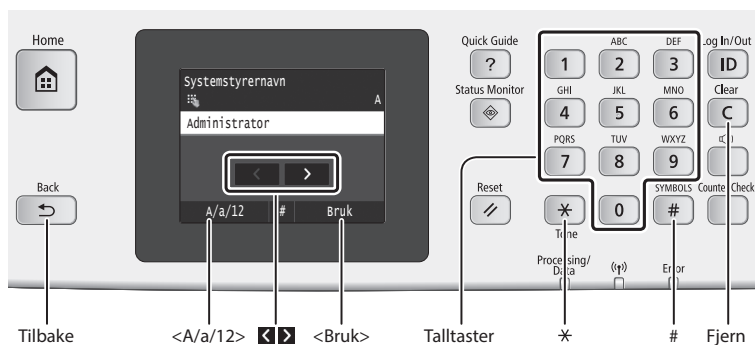 Home
Back
Systemstyrernavn
A
Administrator
< >
A/a/12 # Bruk
Quick Guide
?
Status Monitor
Reset
ABC DEF
1 2 3
GHI JKL MNO
4 5 6
PQRS TUV WXYZ
7 8 9
SYMBOLS
0 #
Tone
Log In/Out
ID
Clear
C
Counter Check
Processing/
Data
Error
Tilbake <A/a/12> < > <Bruk> Talltaster # Fjern